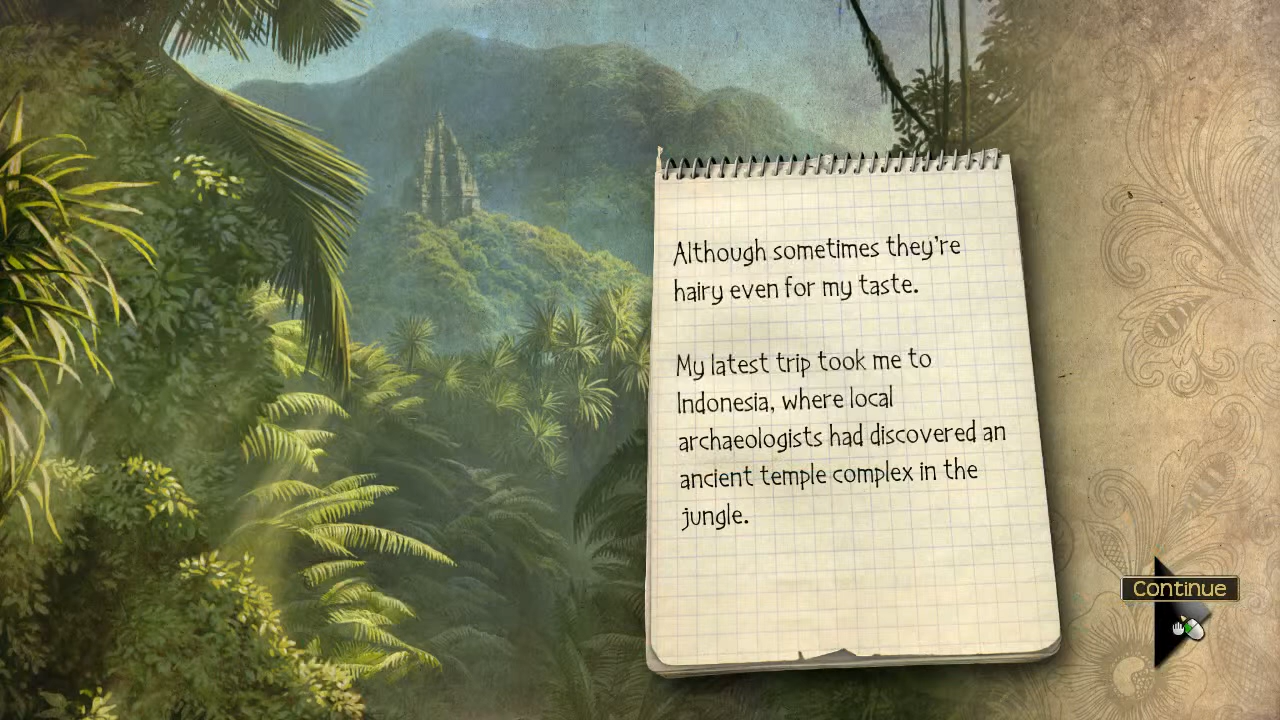 Although sometimes they're
hairy even for my taste.
My latest trip took me to
Indonesia, where local
archaeologists had discovered an
ancient temple complex in the
jungle.
Continue